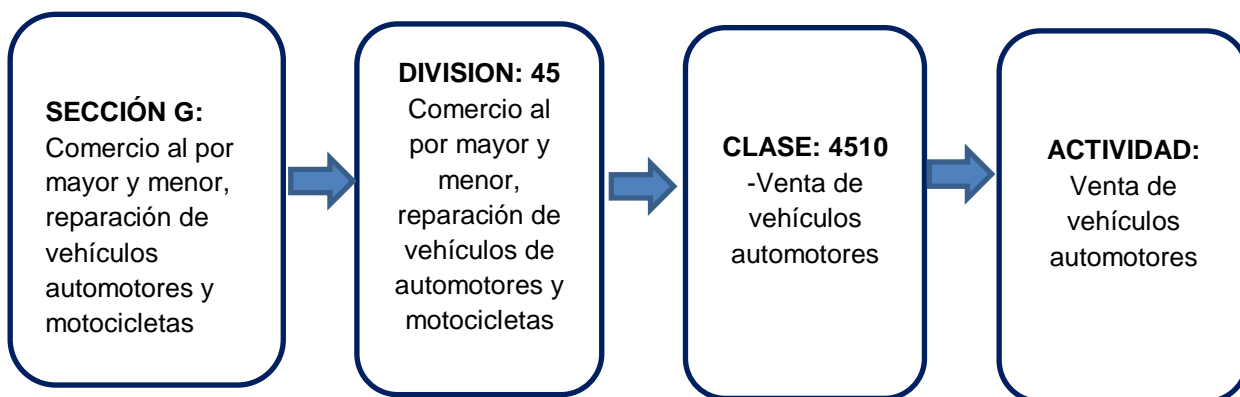 SECCIÓN G:
Comercio al por
mayor y menor,
reparación de
vehículos
automotores y
motocicletas
DIVISION: 45
Comercio al
por mayor y
menor,
reparación de
vehículos de
automotores y
motocicletas
CLASE: 4510
-Venta de
vehículos
automotores
ACTIVIDAD:
Venta de
vehículos
automotores